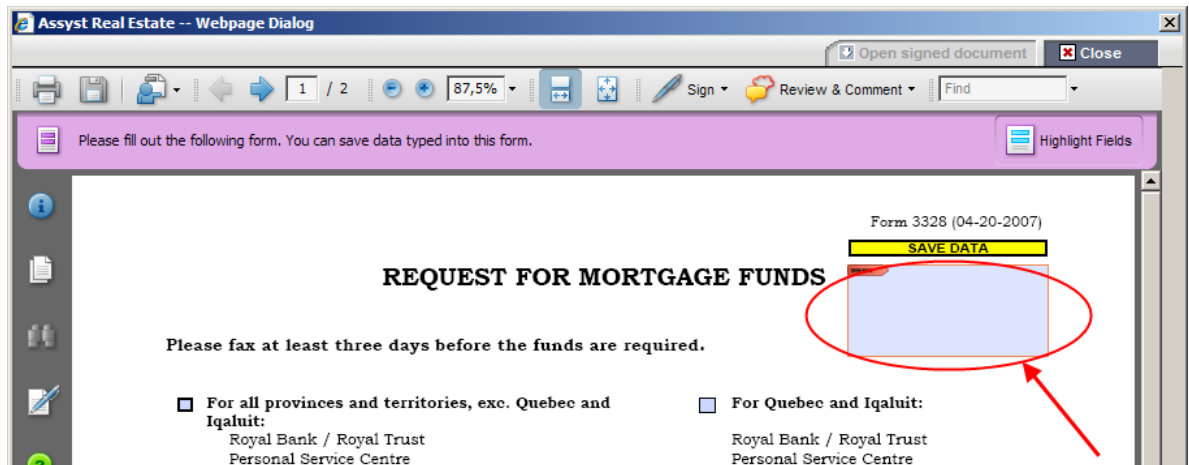 Assyst Real Estate -- Webpage Dialog
Open signed document Close
1 / 2 87,5% Sign Review & Comment Find
Please fill out the following form. You can save data typed into this form. Highlight Fields
Form 3328 (04-20-2007)
SAVE DATA
REQUEST FOR MORTGAGE FUNDS
Please fax at least three days before the funds are required.
For all provinces and territories, exc. Quebec and For Quebec and Iqaluit:
Iqaluit:
Royal Bank / Royal Trust Royal Bank / Royal Trust
Personal Service Centre Personal Service Centre